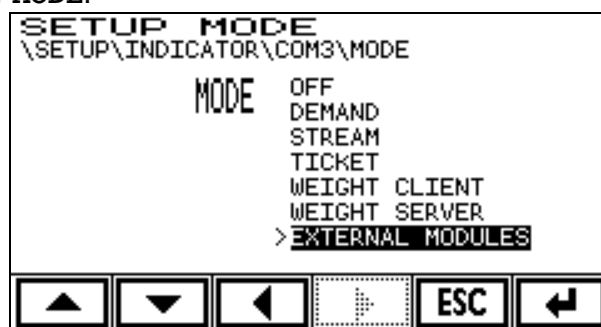 MODE.
SETUP MODE
\SETUP\INDICATOR\COM3\MODE
MODE
OFF
DEMAND
STREAM
TICKET
WEIGHT CLIENT
WEIGHT SERVER
>EXTERNAL MODULES
ESC